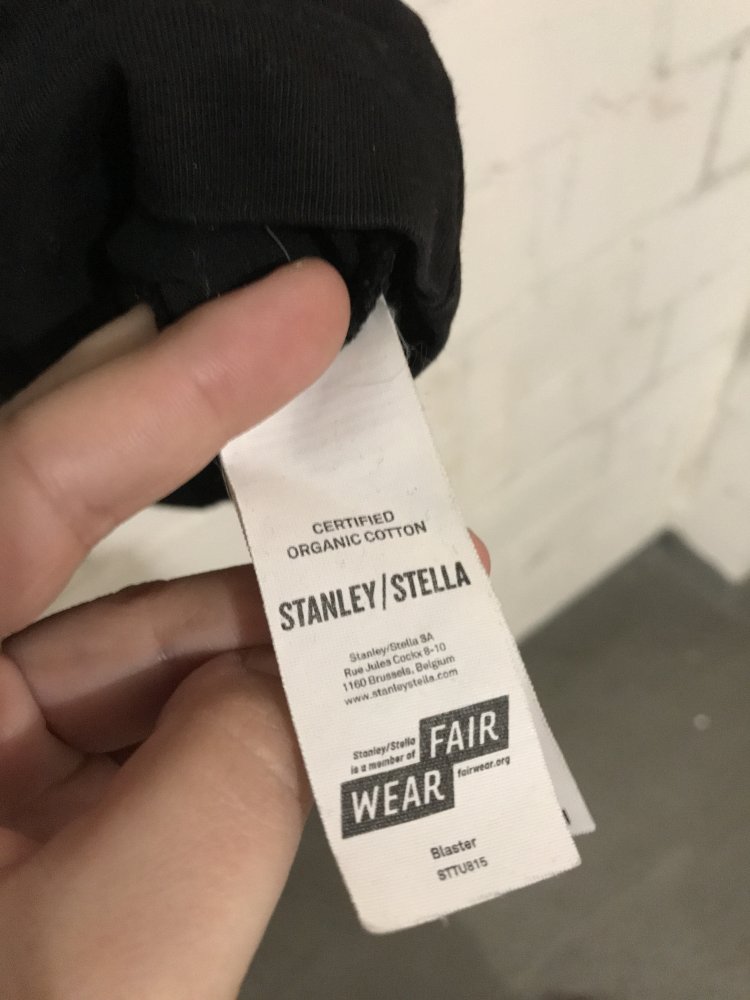 CERTIFIED
ORGANIC COTTON
STANLEY/STELLA
Stanley/Stella SA
Rue Jules Cockx 8-10
1160 Brussels, Belgium
www.stanleystella.com
Stanley/Stella
is a member of
FAIR
WEAR
fairwear.org
Blaster
STTU815